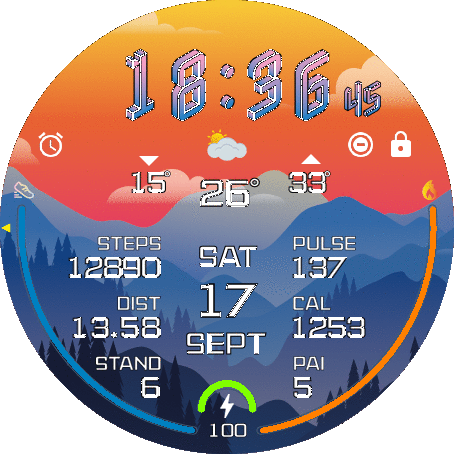 18:36 45
15° 26° 33°
STEPS
12890
DIST
13.58
STAND
6
SAT
17
SEPT
PULSE
137
CAL
1253
PAI
5
100